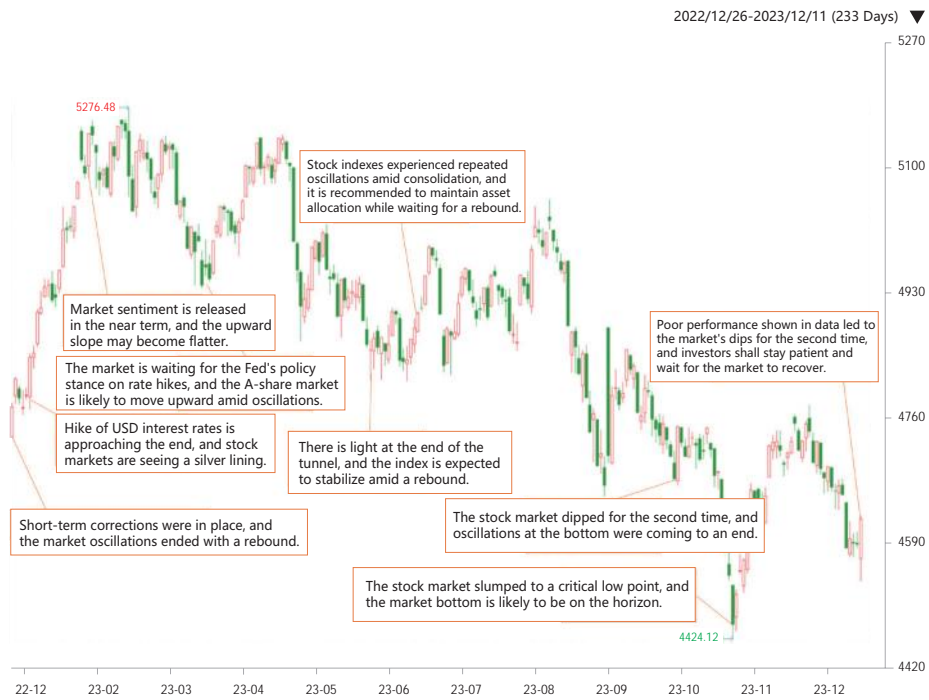 2022/12/26-2023/12/11 (233 Days) ▼
5270
5276.48
5100
Stock indexes experienced repeated
oscillations amid consolidation, and
it is recommended to maintain asset
allocation while waiting for a rebound.
4930
Market sentiment is released
in the near term, and the upward
slope may become flatter.
Poor performance shown in data led to
the market's dips for the second time,
and investors shall stay patient and
wait for the market to recover.
The market is waiting for the Fed's policy
stance on rate hikes, and the A-share market
is likely to move upward amid oscillations.
4760
Hike of USD interest rates is
approaching the end, and stock
markets are seeing a silver lining.
There is light at the end of the
tunnel, and the index is expected
to stabilize amid a rebound.
Short-term corrections were in place, and
the market oscillations ended with a rebound.
The stock market dipped for the second time, and
oscillations at the bottom were coming to an end.
4590
The stock market slumped to a critical low point, and
the market bottom is likely to be on the horizon.
4424.12
4420
22-12 23-02 23-03 23-04 23-05 23-06 23-07 23-08 23-09 23-10 23-11 23-12